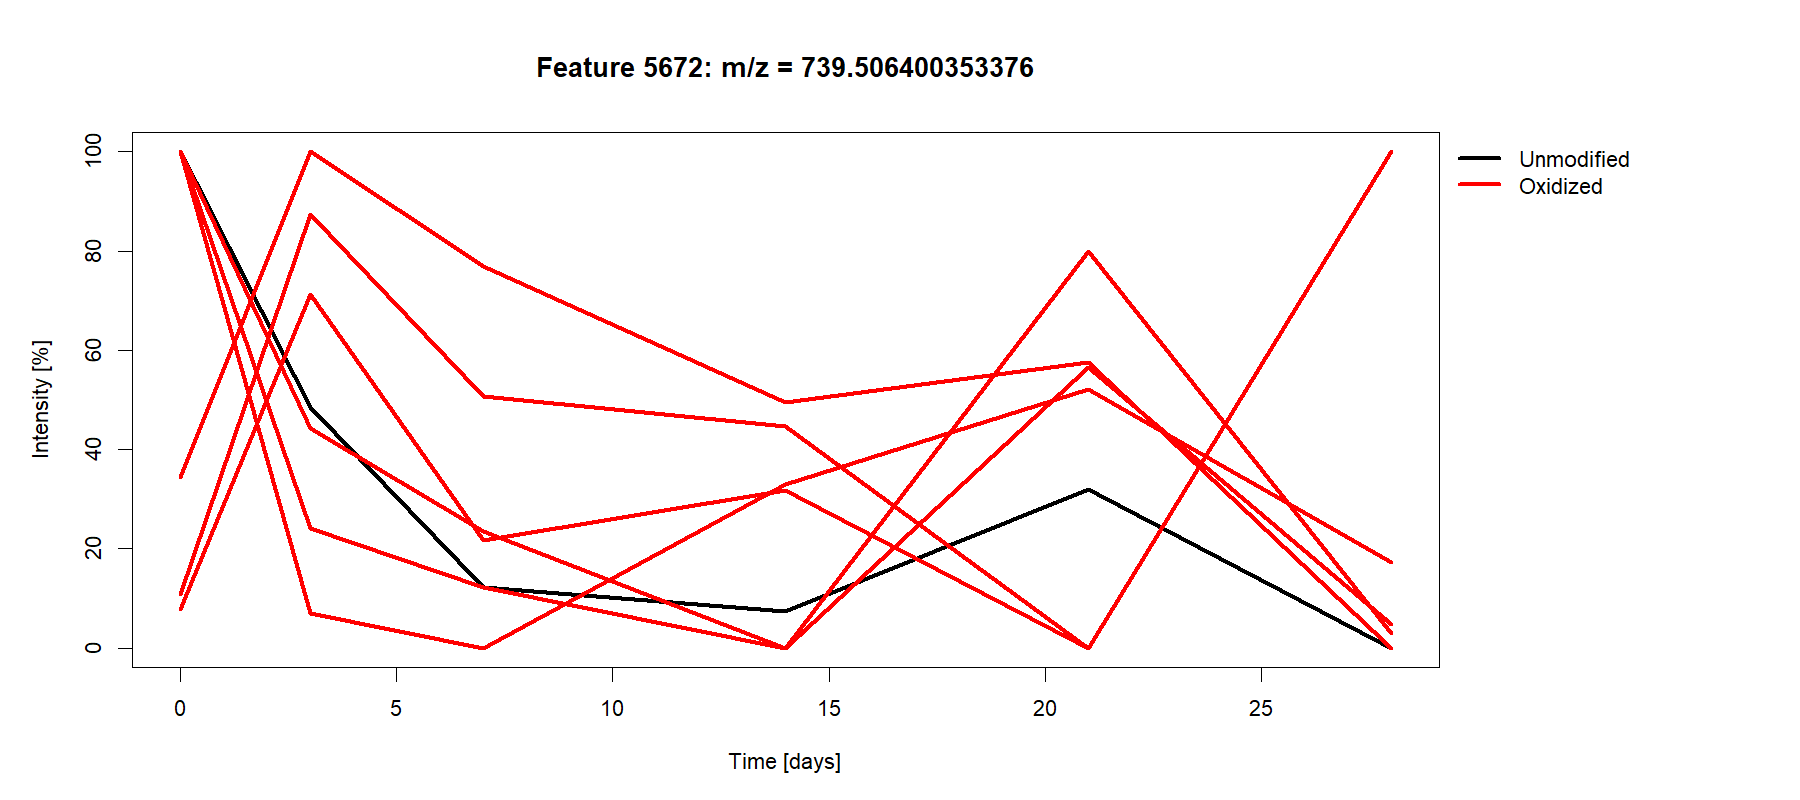 Feature 5672: m/z = 739.506400353376
Unmodified
Oxidized
Intensity [%]
100
80
60
40
20
0
0 5 10 15 20 25
Time [days]